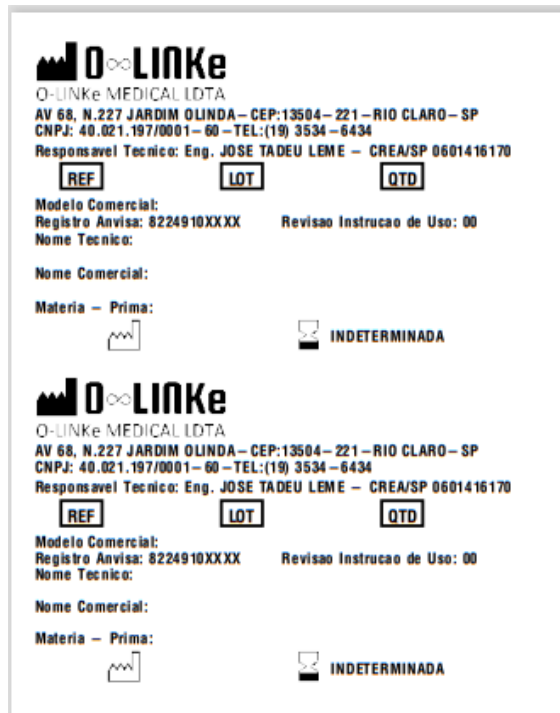 O∞LINKe
O-LINKe MEDICAL LDTA
AV 68, N.227 JARDIM OLINDA-CEP:13504-221-RIO CLARO-SP
CNPJ: 40.021.197/0001-60-TEL:(19) 3534-6434
Responsavel Tecnico: Eng. JOSE TADEU LEME - CREA/SP 0601416170
REF LOT QTD
Modelo Comercial:
Registro Anvisa: 8224910XXXX Revisao Instrucao de Uso: 00
Nome Tecnico:
Nome Comercial:
Materia - Prima:
INDETERMINADA
O∞LINKe
O-LINKe MEDICAL LDTA
AV 68, N.227 JARDIM OLINDA-CEP:13504-221-RIO CLARO-SP
CNPJ: 40.021.197/0001-60-TEL:(19) 3534-6434
Responsavel Tecnico: Eng. JOSE TADEU LEME - CREA/SP 0601416170
REF LOT QTD
Modelo Comercial:
Registro Anvisa: 8224910XXXX Revisao Instrucao de Uso: 00
Nome Tecnico:
Nome Comercial:
Materia - Prima:
INDETERMINADA